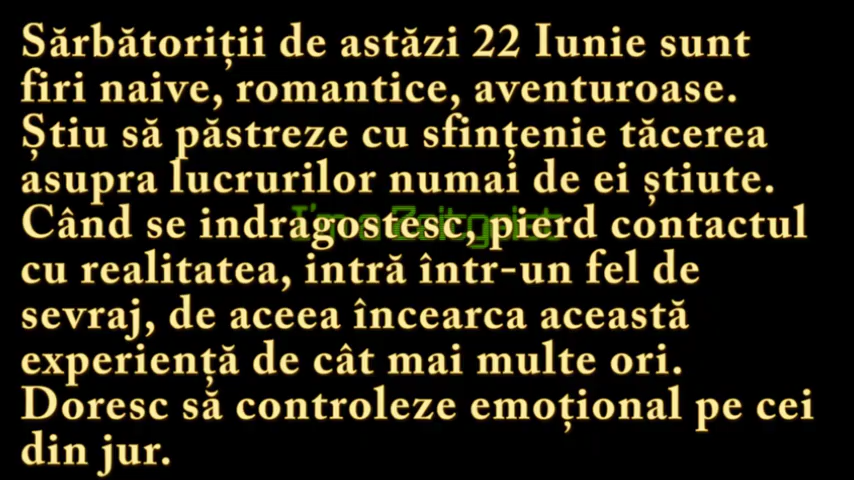 Sărbătoriții de astăzi 22 Iunie sunt
firi naive, romantice, aventuroase.
Știu să păstreze cu sfințenie tăcerea
asupra lucrurilor numai de ei știute.
I'm a Zeitgeist
Când se indragostesc, pierd contactul
cu realitatea, intră într-un fel de
sevraj, de aceea încearca această
experiență de cât mai multe ori.
Doresc să controleze emoțional pe cei
din jur.